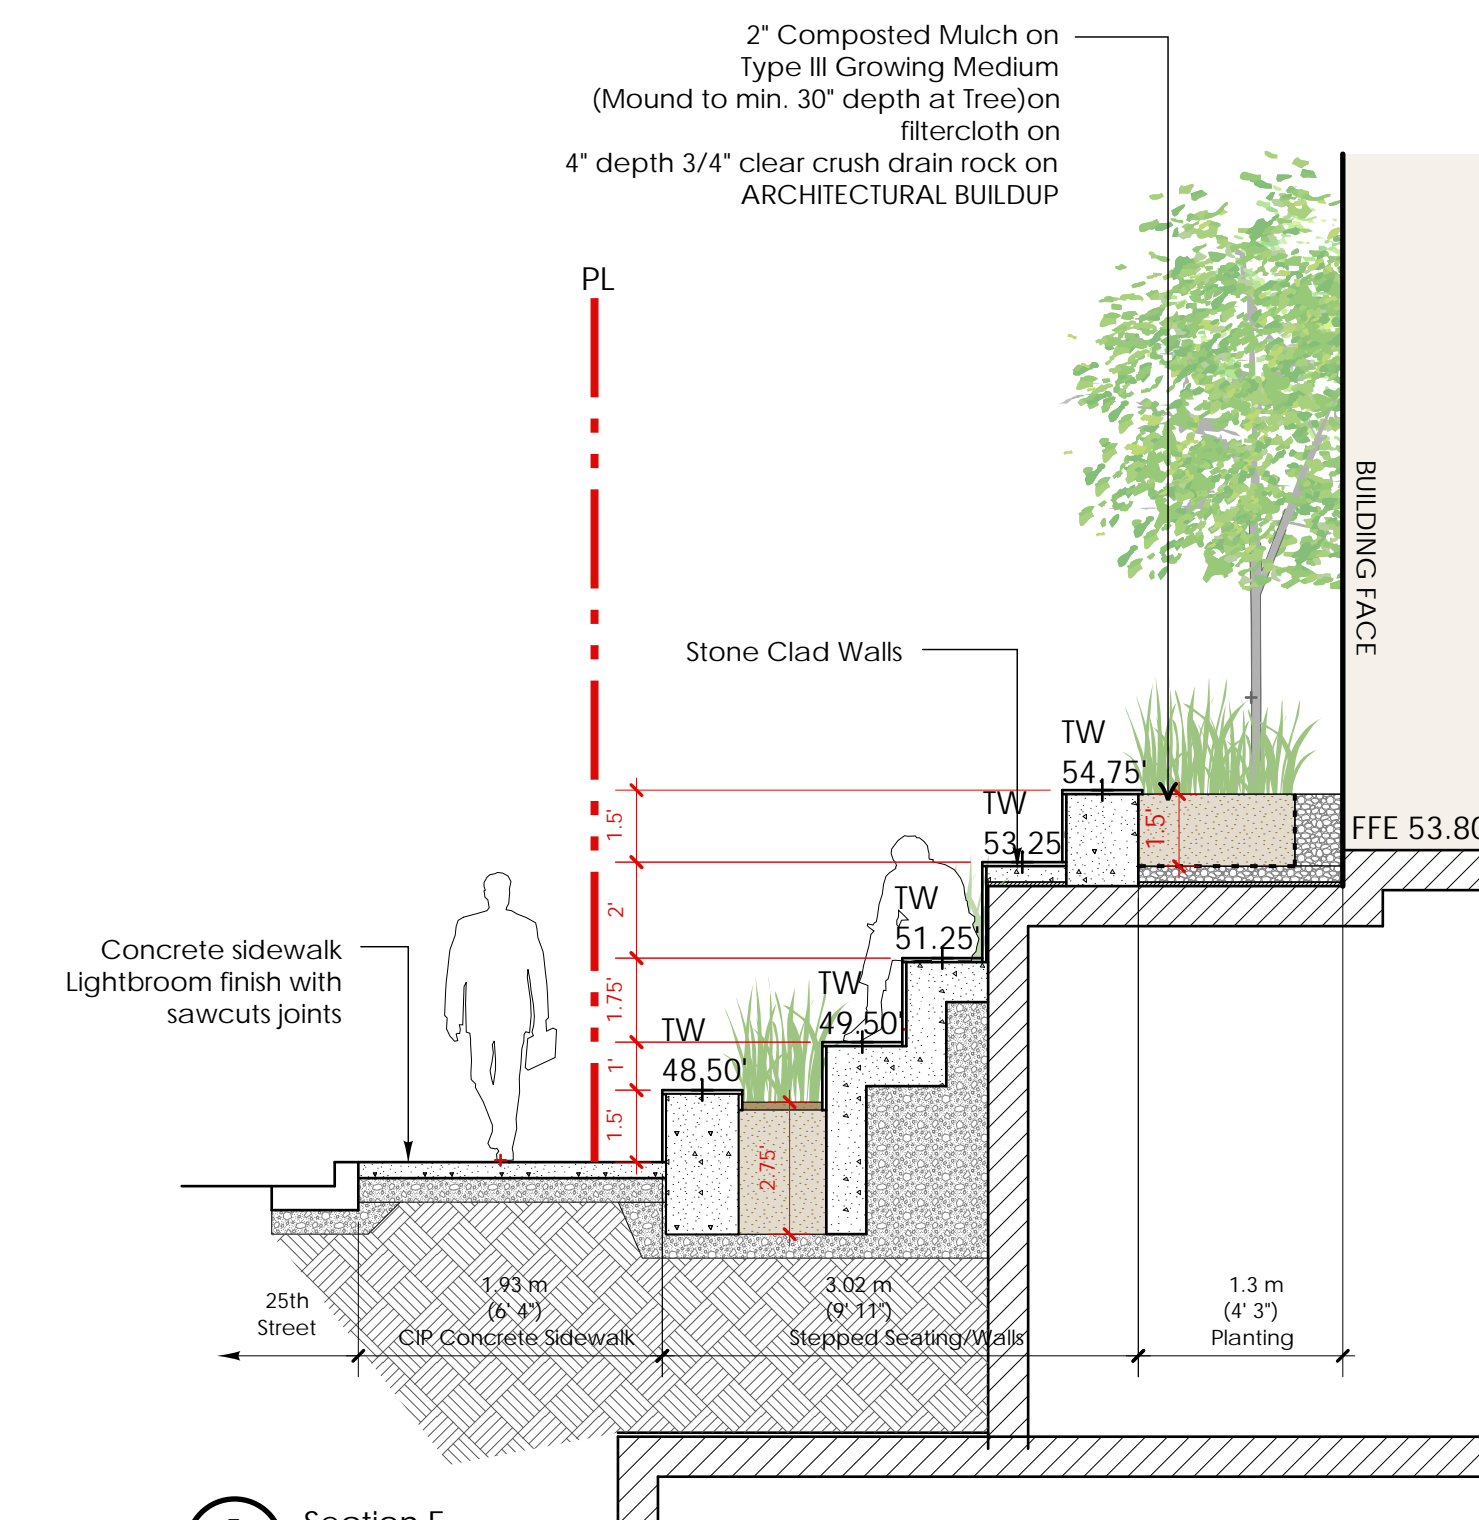 2" Composted Mulch on
Type III Growing Medium
(Mound to min. 30" depth at Tree)on
filtercloth on
4" depth 3/4" clear crush drain rock on
ARCHITECTURAL BUILDUP
PL
BUILDING FACE
Stone Clad Walls
TW
54.75'
TW
53.25
1.5'
1.5'
FFE 53.80
TW
51.25'
2'
Concrete sidewalk
Lightbroom finish with
sawcuts joints
TW
49.50'
1.75'
TW
48.50'
1'
1.5'
2.75'
25th
Street
1.93 m
(6' 4")
CIP Concrete Sidewalk
3.02 m
(9' 11")
Stepped Seating/Walls
1.3 m
(4' 3")
Planting